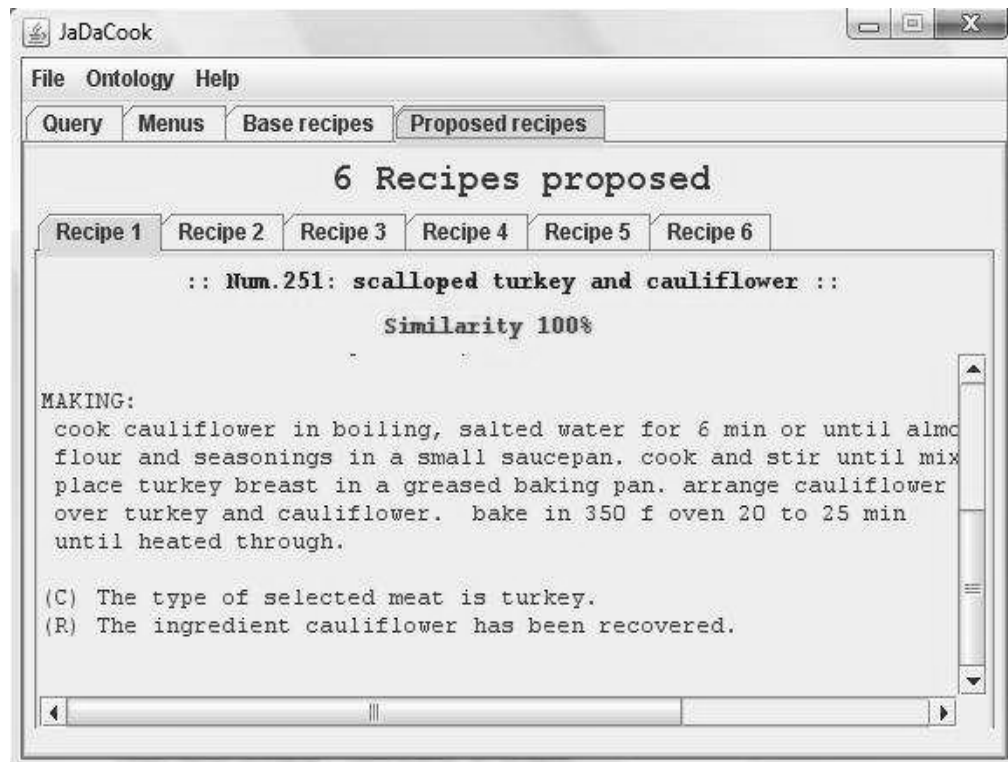 JaDaCook
File Ontology Help
Query Menus Base recipes Proposed recipes
6 Recipes proposed
Recipe 1 Recipe 2 Recipe 3 Recipe 4 Recipe 5 Recipe 6
:: Num.251: scalloped turkey and cauliflower ::
Similarity 100%
MAKING:
cook cauliflower in boiling, salted water for 6 min or until almo
flour and seasonings in a small saucepan. cook and stir until mix
place turkey breast in a greased baking pan. arrange cauliflower
over turkey and cauliflower. bake in 350 f oven 20 to 25 min
until heated through.
(C) The type of selected meat is turkey.
(R) The ingredient cauliflower has been recovered.